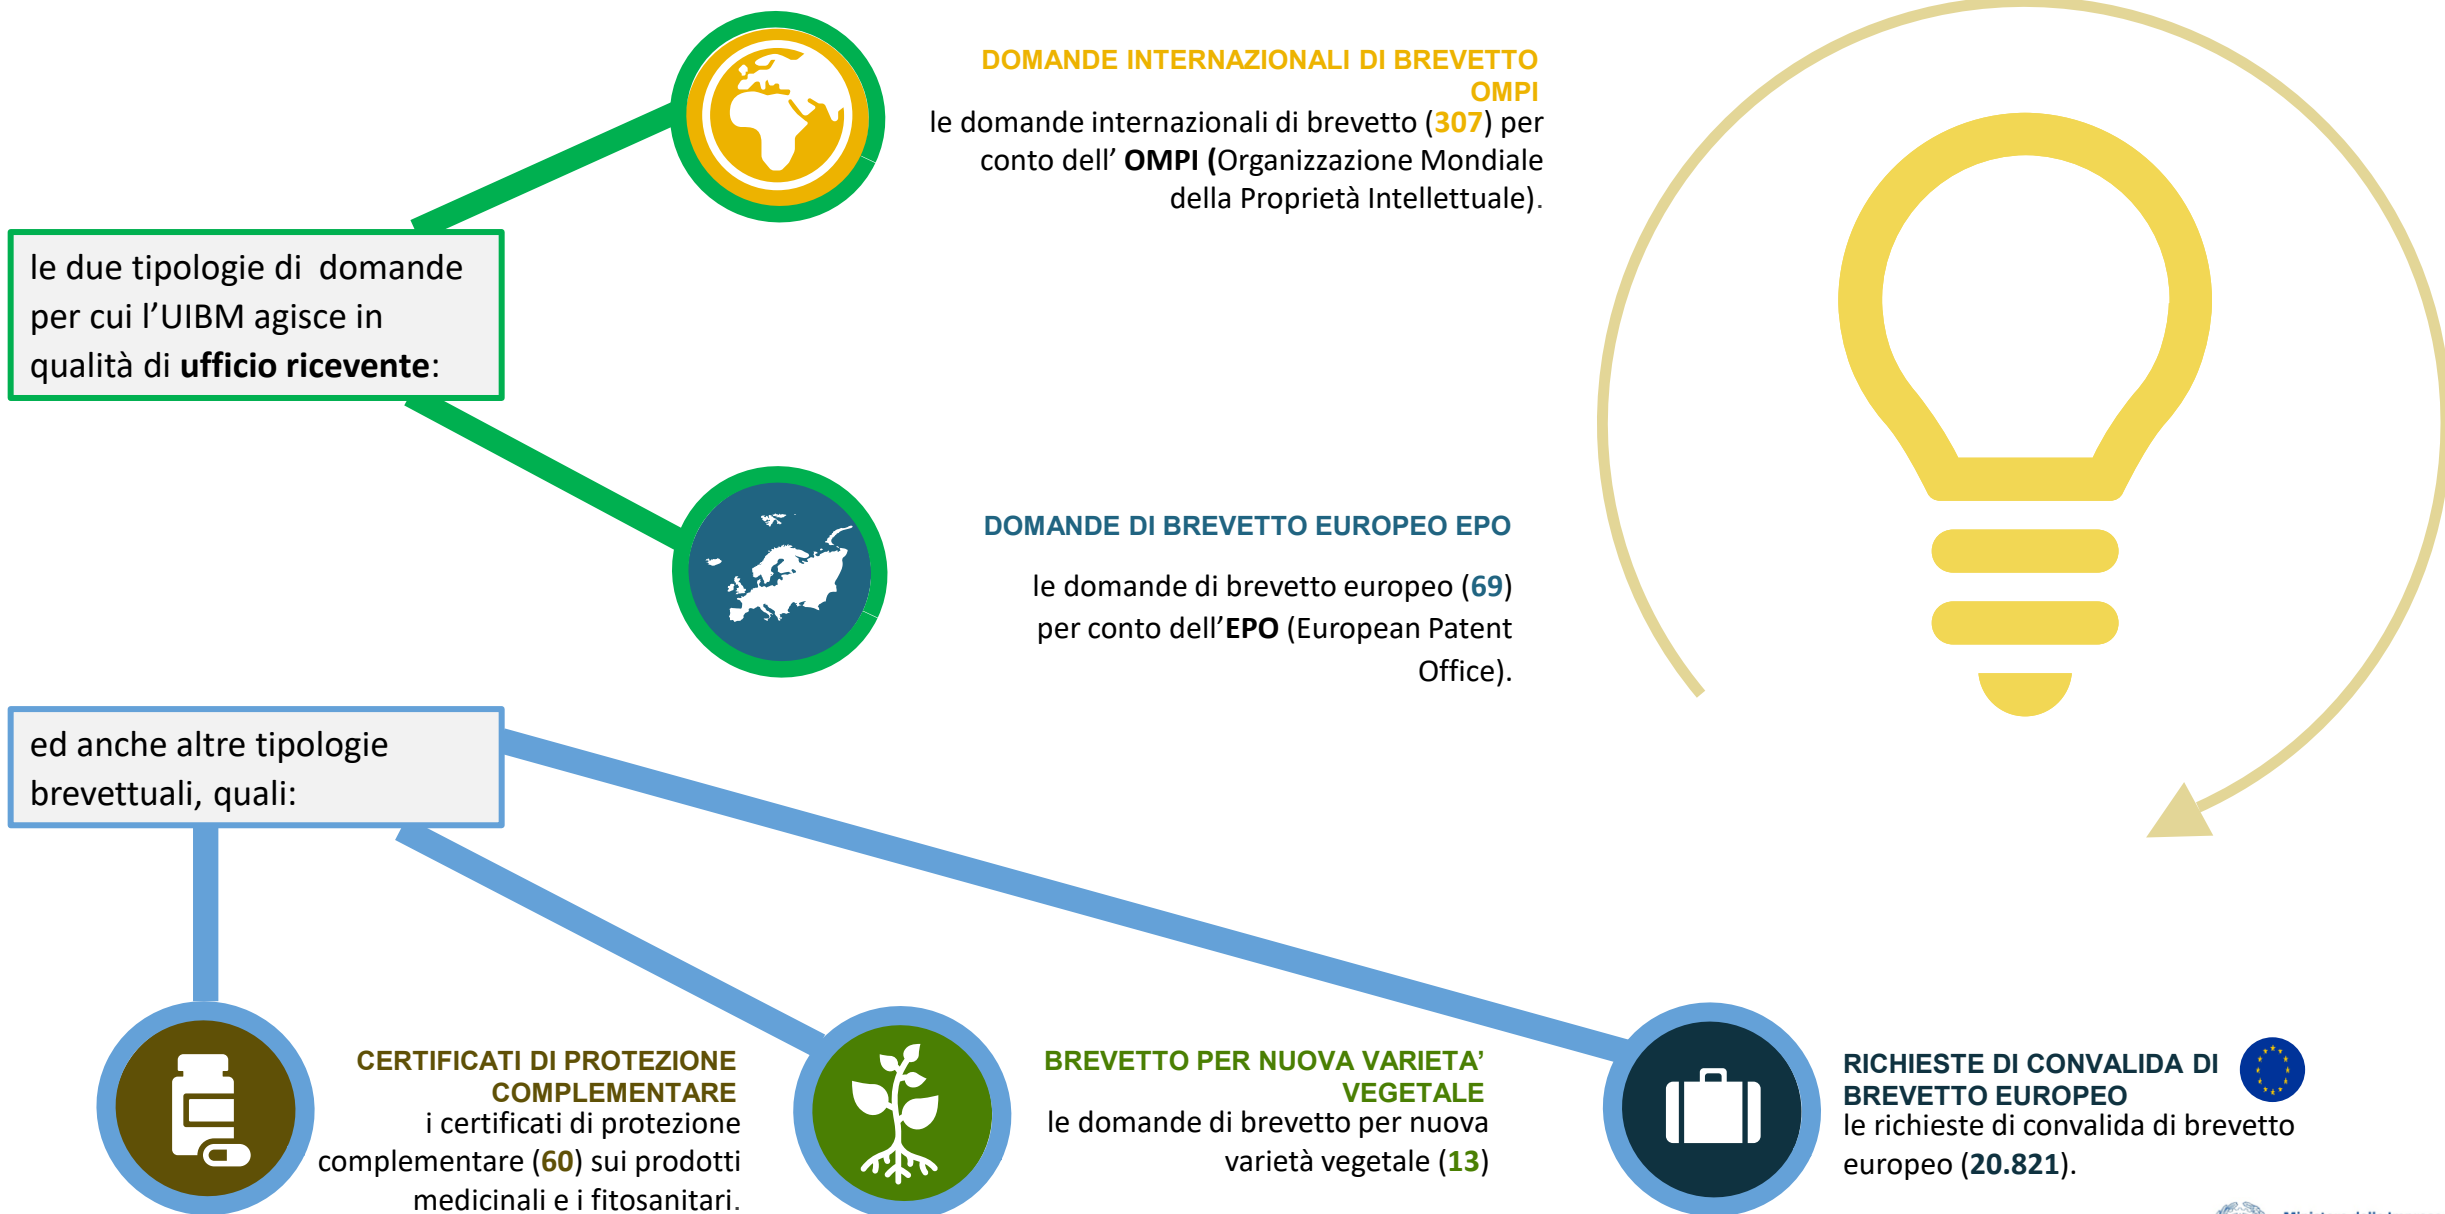 DOMANDE INTERNAZIONALI DI BREVETTO
OMPI
le domande internazionali di brevetto (307) per
conto dell’ OMPI (Organizzazione Mondiale
della Proprietà Intellettuale).
le due tipologie di domande
per cui l’UIBM agisce in
qualità di ufficio ricevente:
DOMANDE DI BREVETTO EUROPEO EPO
le domande di brevetto europeo (69)
per conto dell’EPO (European Patent
Office).
ed anche altre tipologie
brevettuali, quali:
CERTIFICATI DI PROTEZIONE
COMPLEMENTARE
i certificati di protezione
complementare (60) sui prodotti
medicinali e i fitosanitari.
BREVETTO PER NUOVA VARIETA’
VEGETALE
le domande di brevetto per nuova
varietà vegetale (13)
RICHIESTE DI CONVALIDA DI
BREVETTO EUROPEO
le richieste di convalida di brevetto
europeo (20.821).